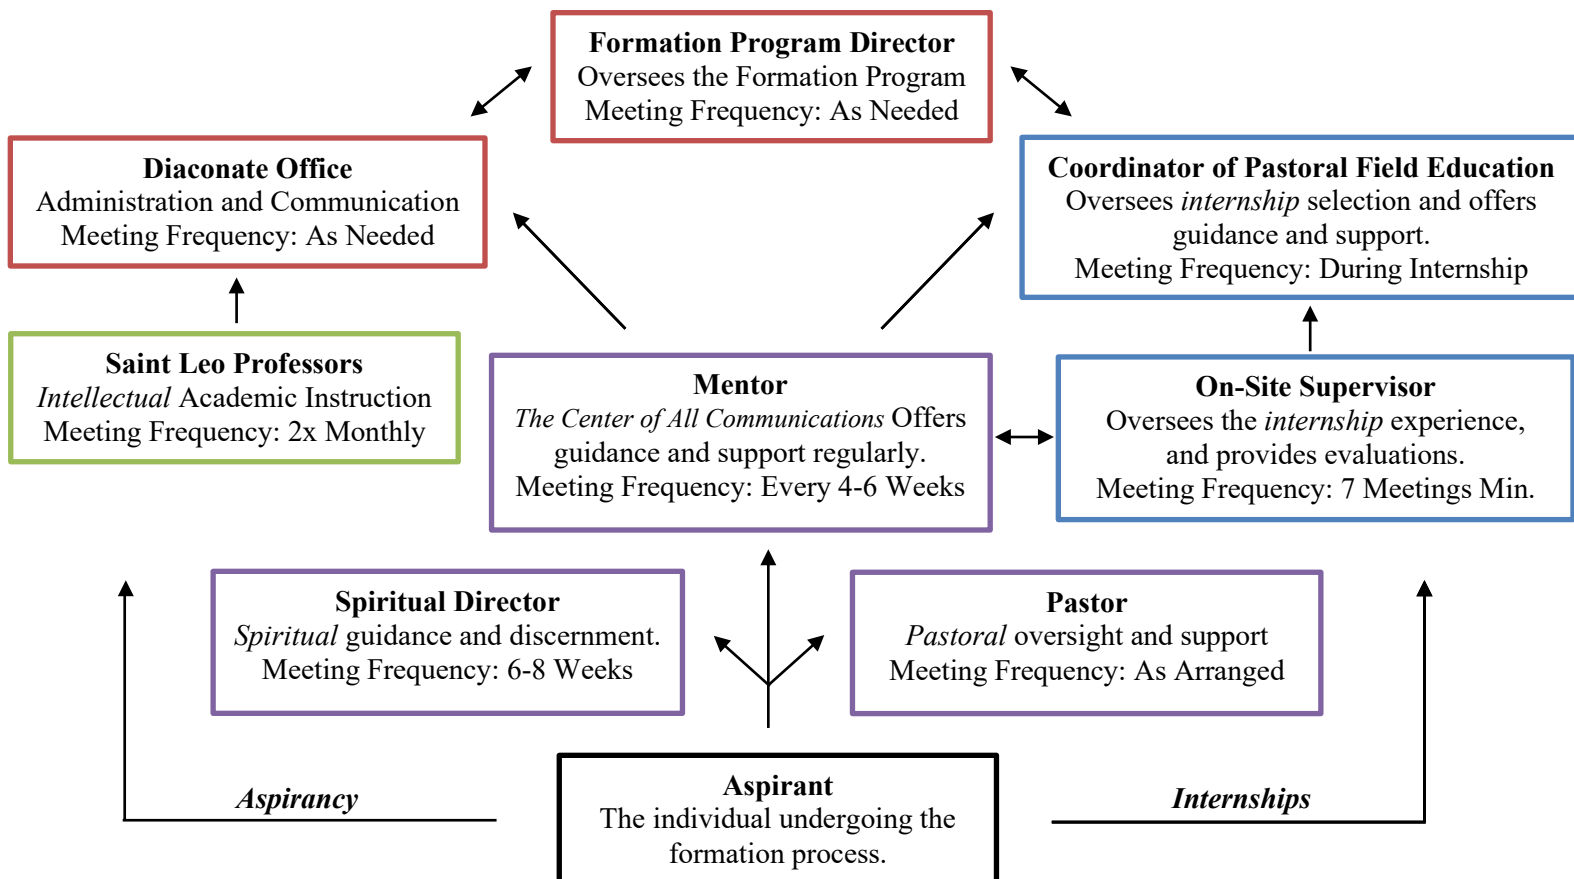 Formation Program Director
Oversees the Formation Program
Meeting Frequency: As Needed
Diaconate Office
Administration and Communication
Meeting Frequency: As Needed
Coordinator of Pastoral Field Education
Oversees internship selection and offers
guidance and support.
Meeting Frequency: During Internship
Saint Leo Professors
Intellectual Academic Instruction
Meeting Frequency: 2x Monthly
Mentor
The Center of All Communications Offers
guidance and support regularly.
Meeting Frequency: Every 4-6 Weeks
On-Site Supervisor
Oversees the internship experience,
and provides evaluations.
Meeting Frequency: 7 Meetings Min.
Spiritual Director
Spiritual guidance and discernment.
Meeting Frequency: 6-8 Weeks
Pastor
Pastoral oversight and support
Meeting Frequency: As Arranged
Aspirancy
Aspirant
The individual undergoing the
formation process.
Internships